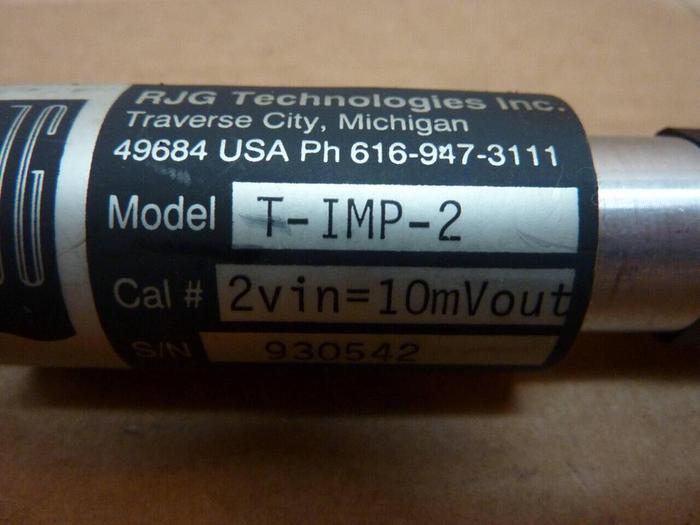 RJG Technologies Inc.
Traverse City, Michigan
49684 USA Ph 616-947-3111
Model T-IMP-2
Cal # 2vin=10mVout
S/N 930542